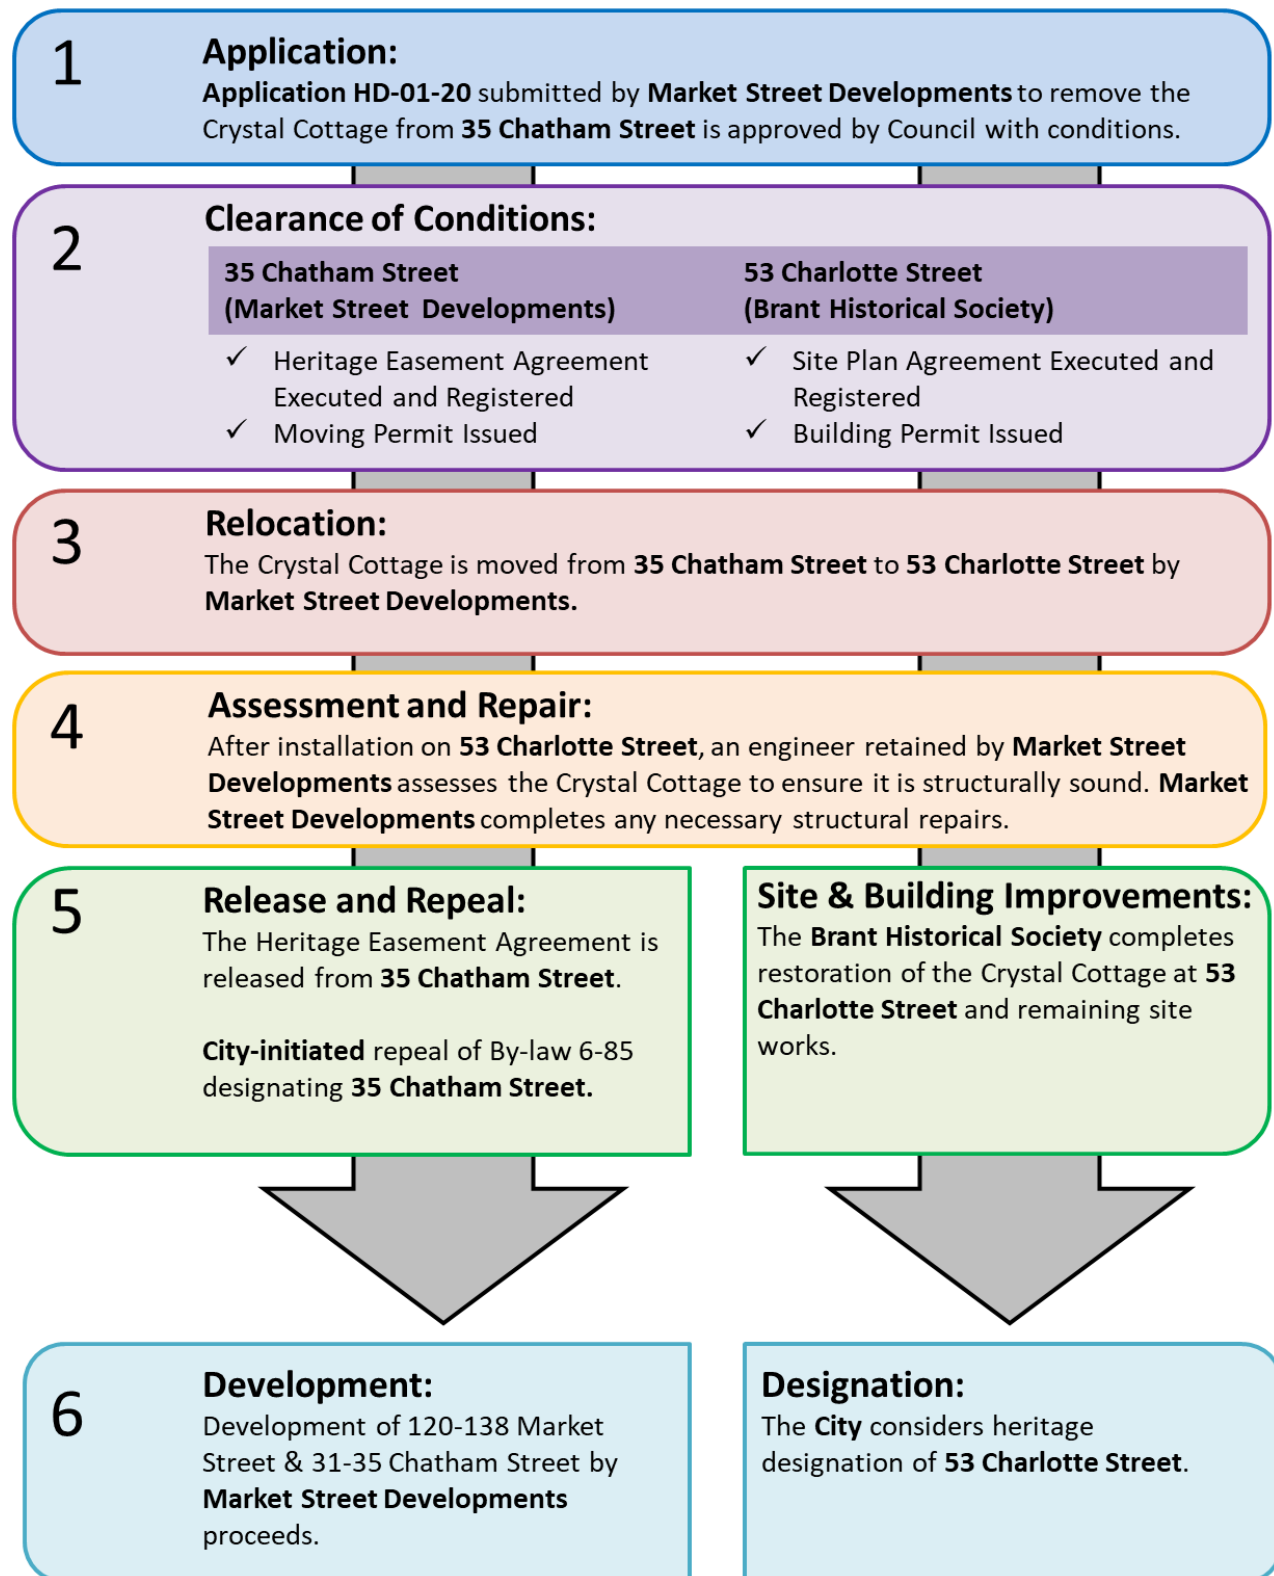 1
Application:
Application HD-01-20 submitted by Market Street Developments to remove the
Crystal Cottage from 35 Chatham Street is approved by Council with conditions.
2
Clearance of Conditions:
35 Chatham Street
(Market Street Developments)
53 Charlotte Street
(Brant Historical Society)
✓ Heritage Easement Agreement
Executed and Registered
✓ Moving Permit Issued
✓ Site Plan Agreement Executed and
Registered
✓ Building Permit Issued
3
Relocation:
The Crystal Cottage is moved from 35 Chatham Street to 53 Charlotte Street by
Market Street Developments.
4
Assessment and Repair:
After installation on 53 Charlotte Street, an engineer retained by Market Street
Developments assesses the Crystal Cottage to ensure it is structurally sound. Market
Street Developments completes any necessary structural repairs.
5
Release and Repeal:
The Heritage Easement Agreement is
released from 35 Chatham Street.
City-initiated repeal of By-law 6-85
designating 35 Chatham Street.
Site & Building Improvements:
The Brant Historical Society completes
restoration of the Crystal Cottage at 53
Charlotte Street and remaining site
works.
6
Development:
Development of 120-138 Market
Street & 31-35 Chatham Street by
Market Street Developments
proceeds.
Designation:
The City considers heritage
designation of 53 Charlotte Street.